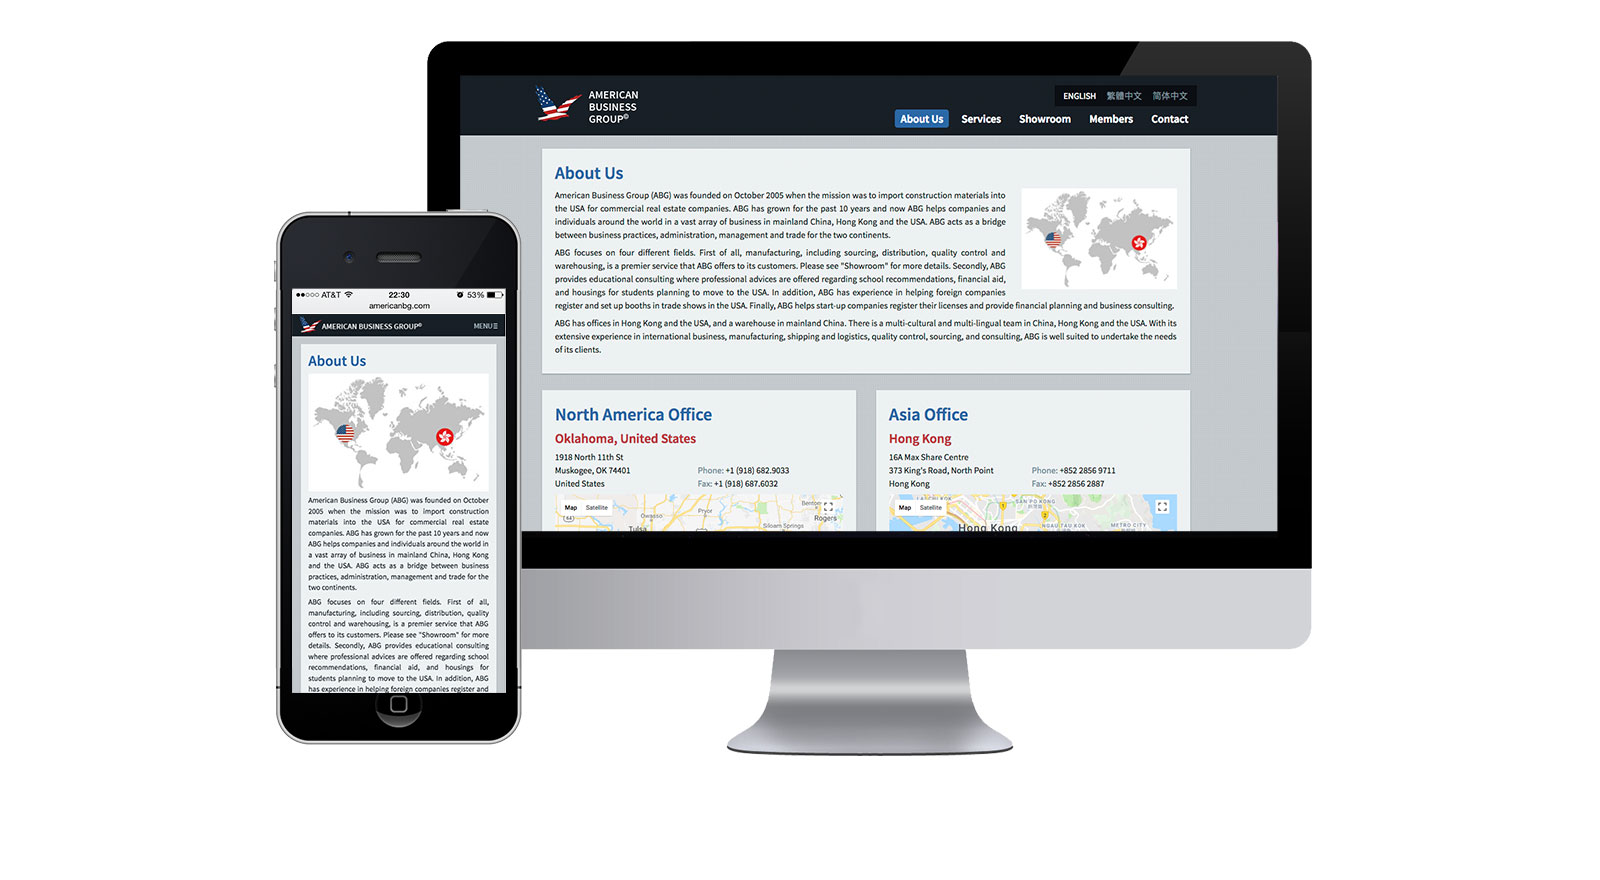 AMERICAN
BUSINESS
GROUP©
ENGLISH 繁體中文 简体中文
About Us Services Showroom Members Contact
About Us
American Business Group (ABG) was founded on October 2005 when the mission was to import construction materials into
the USA for commercial real estate companies. ABG has grown for the past 10 years and now ABG helps companies and
individuals around the world in a vast array of business in mainland China, Hong Kong and the USA. ABG acts as a bridge
between business practices, administration, management and trade for the two continents.
ABG focuses on four different fields. First of all, manufacturing, including sourcing, distribution, quality control and
warehousing, is a premier service that ABG offers to its customers. Please see "Showroom" for more details. Secondly, ABG
provides educational consulting where professional advices are offered regarding school recommendations, financial aid,
and housings for students planning to move to the USA. In addition, ABG has experience in helping foreign companies
register and set up booths in trade shows in the USA. Finally, ABG helps start-up companies register their licenses and provide financial planning and business consulting.
ABG has offices in Hong Kong and the USA, and a warehouse in mainland China. There is a multi-cultural and multi-lingual team in China, Hong Kong and the USA. With its
extensive experience in international business, manufacturing, shipping and logistics, quality control, sourcing, and consulting, ABG is well suited to undertake the needs
of its clients.
North America Office
Oklahoma, United States
1918 North 11th St
Muskogee, OK 74401 Phone: +1 (918) 682.9033
United States Fax: +1 (918) 687.6032
Map Satellite
Bentonv
Rogers
Owasso
Pryor
Siloam Springs
Tulsa
44
Asia Office
Hong Kong
16A Max Share Centre
373 King's Road, North Point Phone: +852 2856 9711
Hong Kong Fax: +852 2856 2887
Map Satellite
SAN PO KONG
NGAU TAU KOK
METRO CITY
1
2
Hong Kong
AT&T 22:30 53%
americanbg.com
AMERICAN BUSINESS GROUP© MENU
About Us
American Business Group (ABG) was founded on October
2005 when the mission was to import construction
materials into the USA for commercial real estate
companies. ABG has grown for the past 10 years and now
ABG helps companies and individuals around the world in
a vast array of business in mainland China, Hong Kong
and the USA. ABG acts as a bridge between business
practices, administration, management and trade for the
two continents.
ABG focuses on four different fields. First of all,
manufacturing, including sourcing, distribution, quality
control and warehousing, is a premier service that ABG
offers to its customers. Please see "Showroom" for more
details. Secondly, ABG provides educational consulting
where professional advices are offered regarding school
recommendations, financial aid, and housings for
students planning to move to the USA. In addition, ABG
has experience in helping foreign companies register and